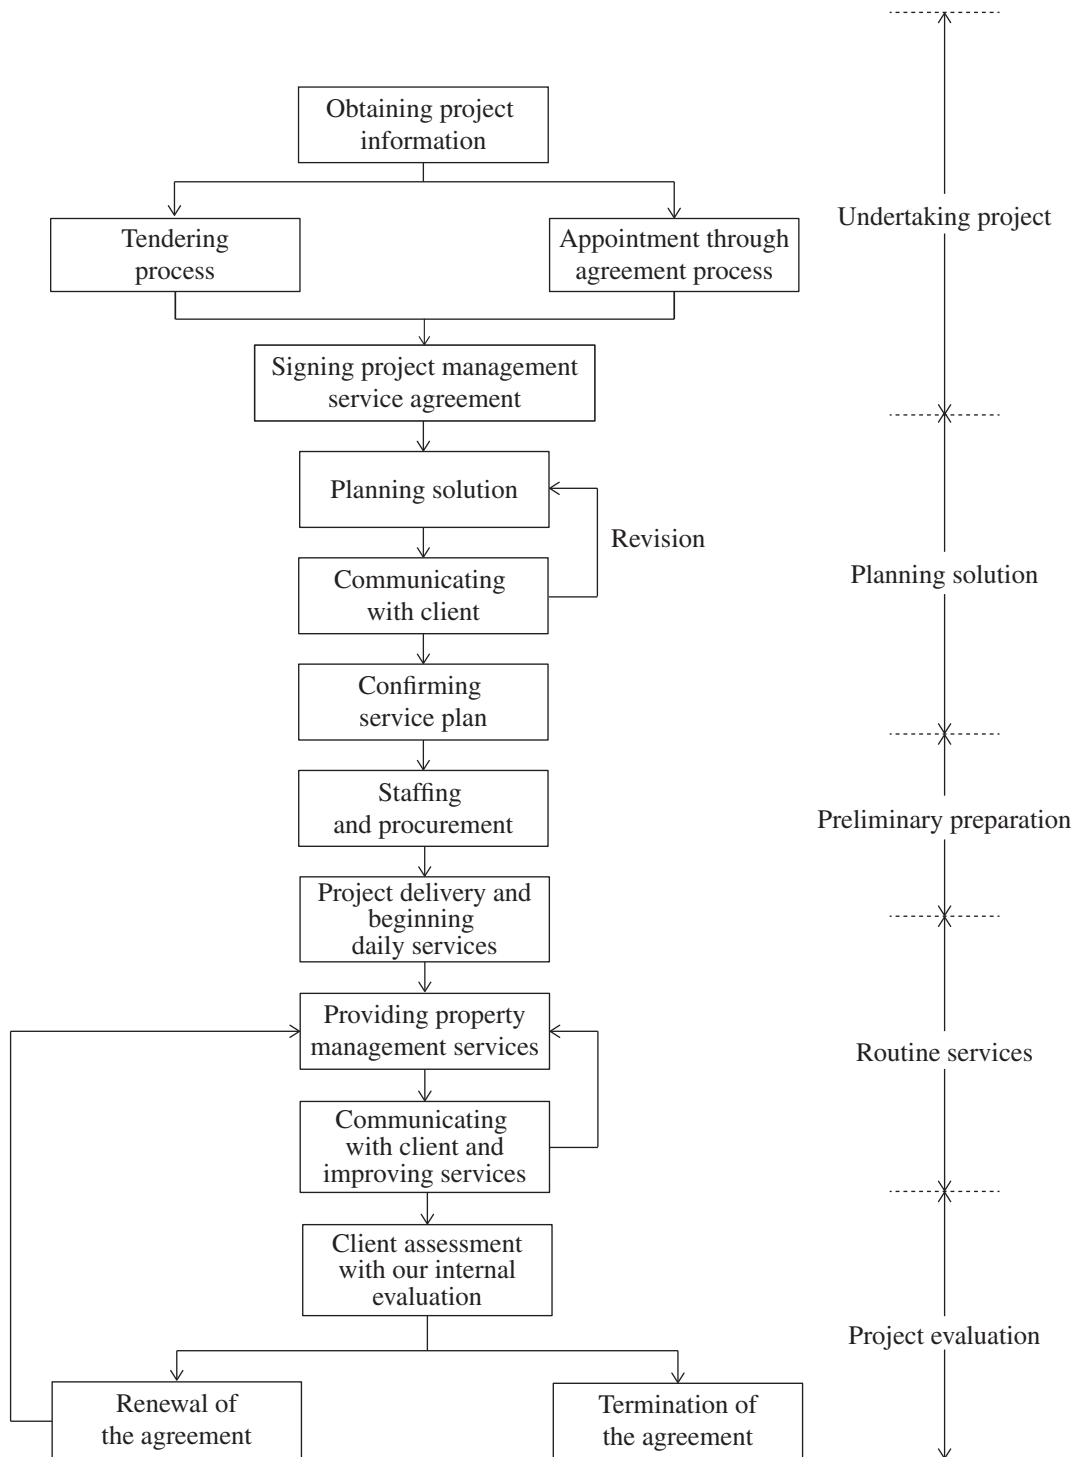 Obtaining project
information
Undertaking project
Tendering
process
Appointment through
agreement process
Signing project management
service agreement
Planning solution
Revision
Planning solution
Communicating
with client
Confirming
service plan
Staffing
and procurement
Preliminary preparation
Project delivery and
beginning
daily services
Providing property
management services
Routine services
Communicating
with client and
improving services
Client assessment
with our internal
evaluation
Project evaluation
Renewal of
the agreement
Termination of
the agreement